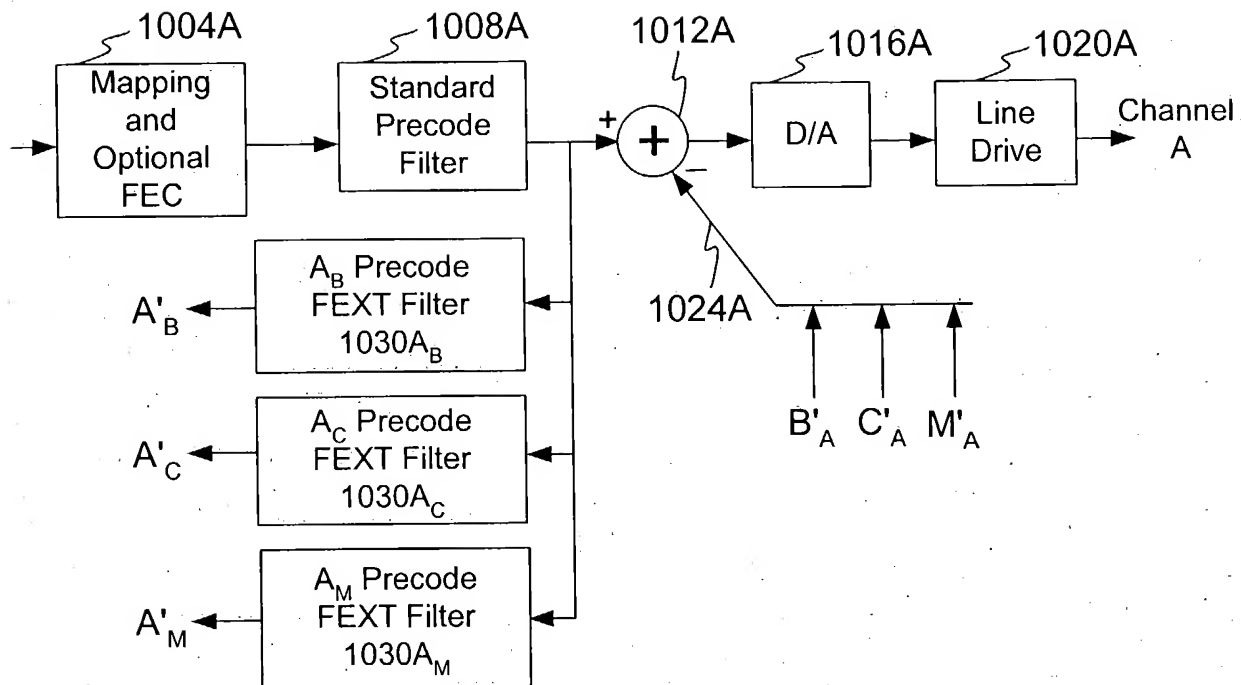 1004A
1008A
1012A
1016A
1020A
Mapping
and
Optional
FEC
Standard
Precode
Filter
+
+
−
D/A
Line
Drive
Channel
A
A_B Precode
FEXT Filter
1030A_B
A'_B
1024A
B'_A C'_A M'_A
A_C Precode
FEXT Filter
1030A_C
A'_C
A_M Precode
FEXT Filter
1030A_M
A'_M